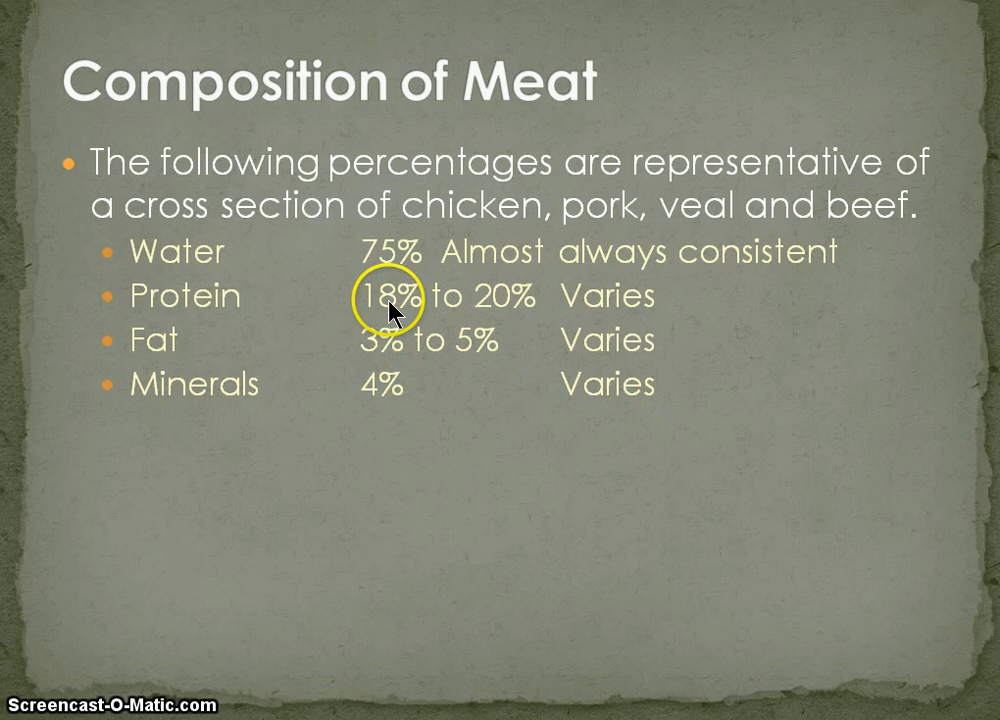 Composition of Meat
The following percentages are representative of
a cross section of chicken, pork, veal and beef.
Water 75% Almost always consistent
Protein 18% to 20% Varies
Fat 3% to 5% Varies
Minerals 4% Varies
Screencast-O-Matic.com